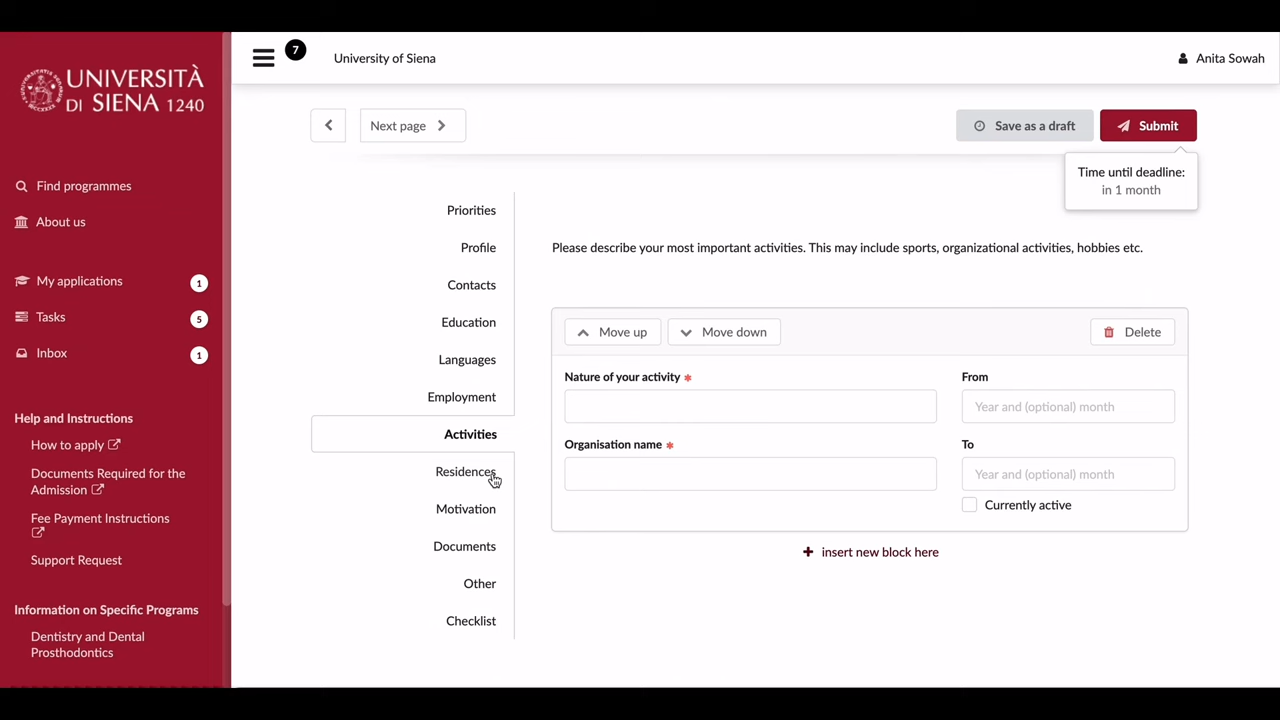 UNIVERSITÀ
DI SIENA 1240
Find programmes
About us
My applications
1
Tasks
5
Inbox
1
Help and Instructions
How to apply
Documents Required for the
Admission
Fee Payment Instructions
Support Request
Information on Specific Programs
Dentistry and Dental
Prosthodontics
7
University of Siena
Anita Sowah
Next page
Save as a draft
Submit
Time until deadline:
in 1 month
Priorities
Profile
Contacts
Education
Languages
Employment
Activities
Residences
Motivation
Documents
Other
Checklist
Please describe your most important activities. This may include sports, organizational activities, hobbies etc.
Move up
Move down
Delete
Nature of your activity *
From
Year and (optional) month
Organisation name *
To
Year and (optional) month
Currently active
+ insert new block here